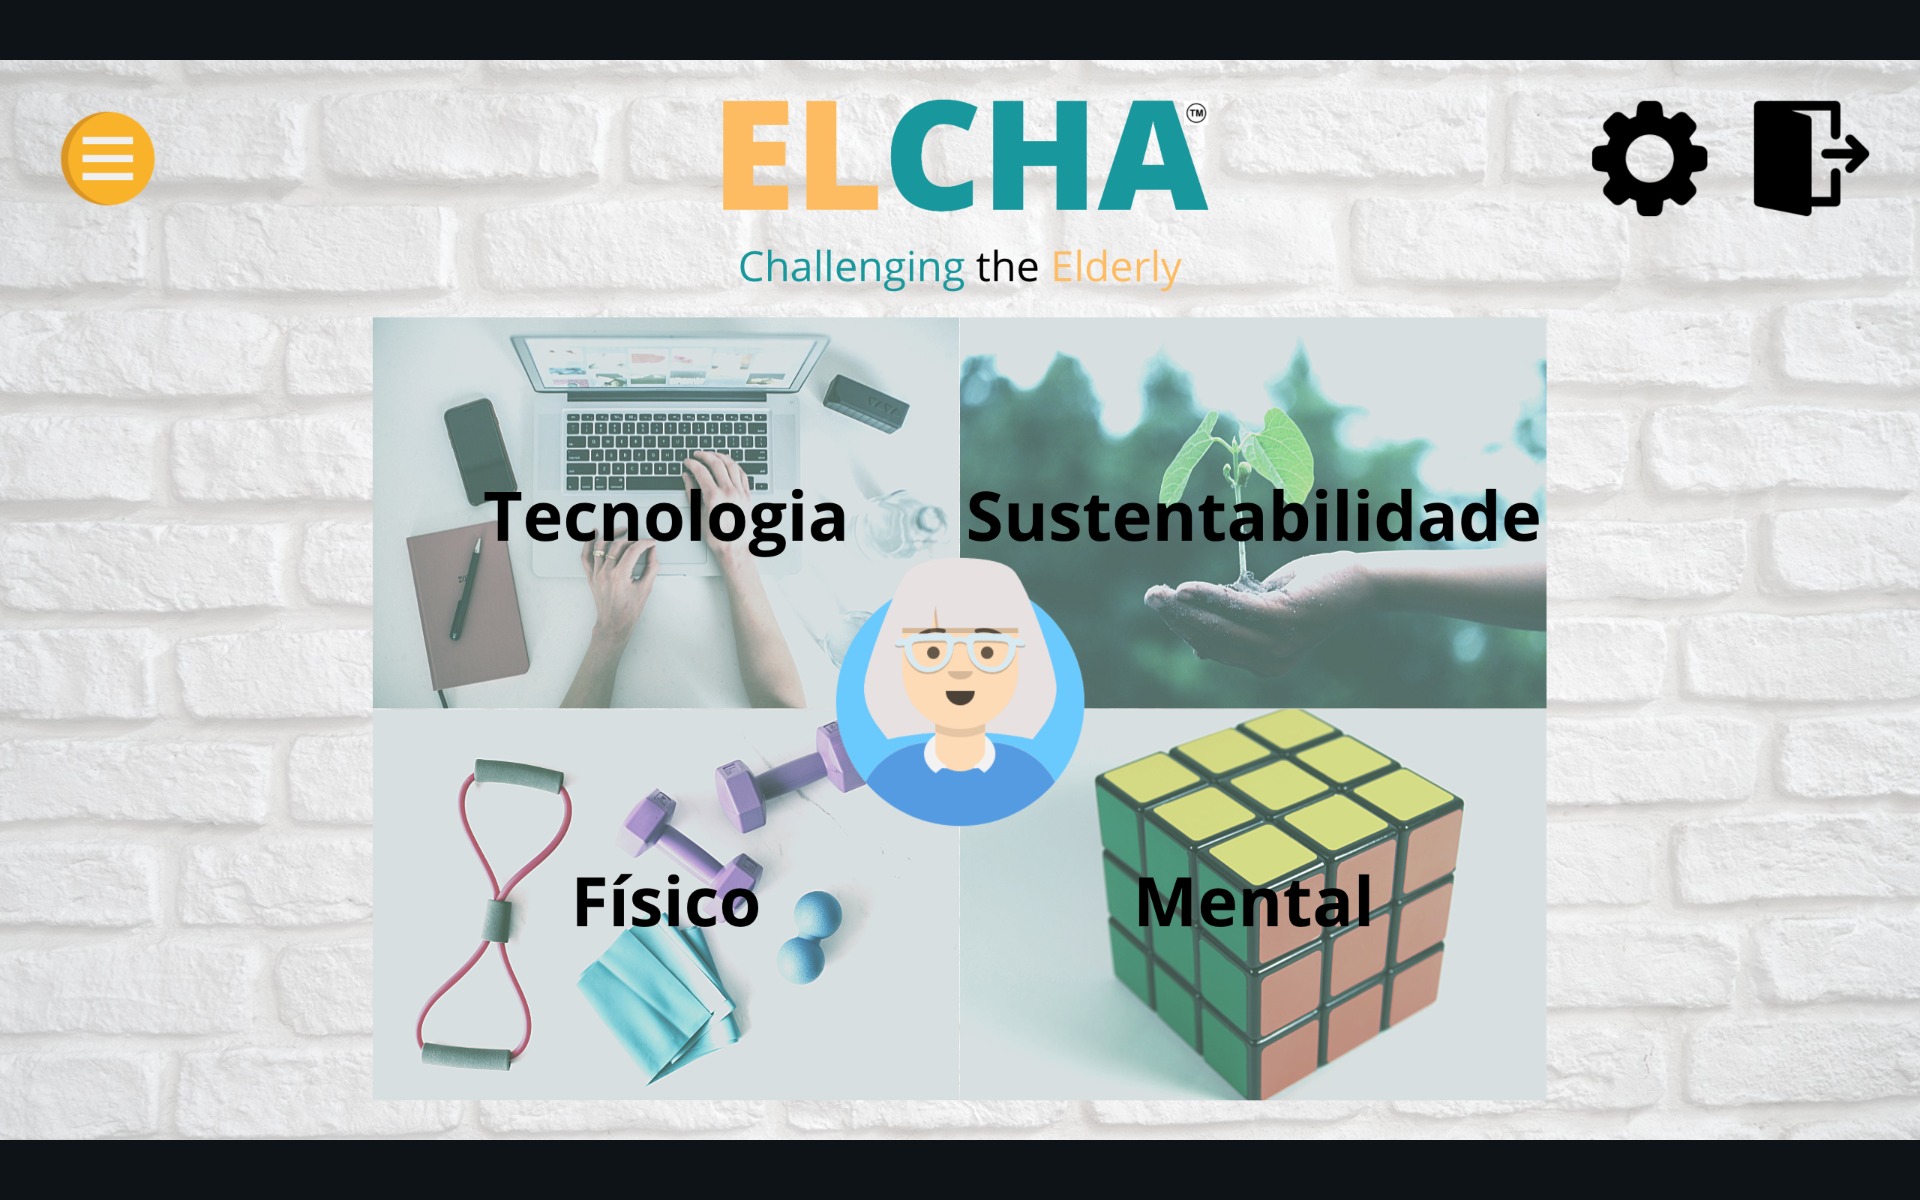 ELCHA™
Challenging the Elderly
Tecnologia
Sustentabilidade
Físico
Mental